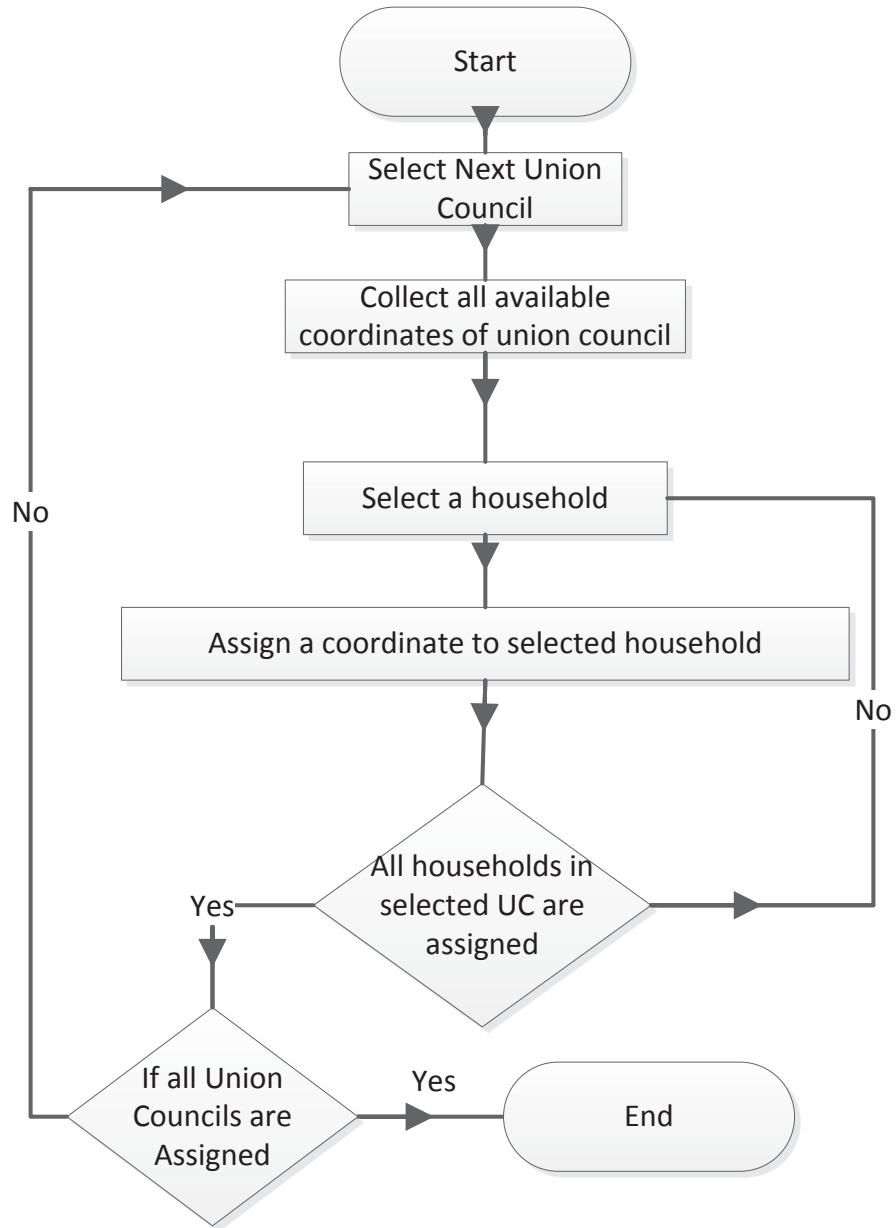 Start
Select Next Union
Council
Collect all available
coordinates of union council
Select a household
No
Assign a coordinate to selected household
No
All households in
selected UC are
assigned
Yes
If all Union
Councils are
Assigned
Yes
End